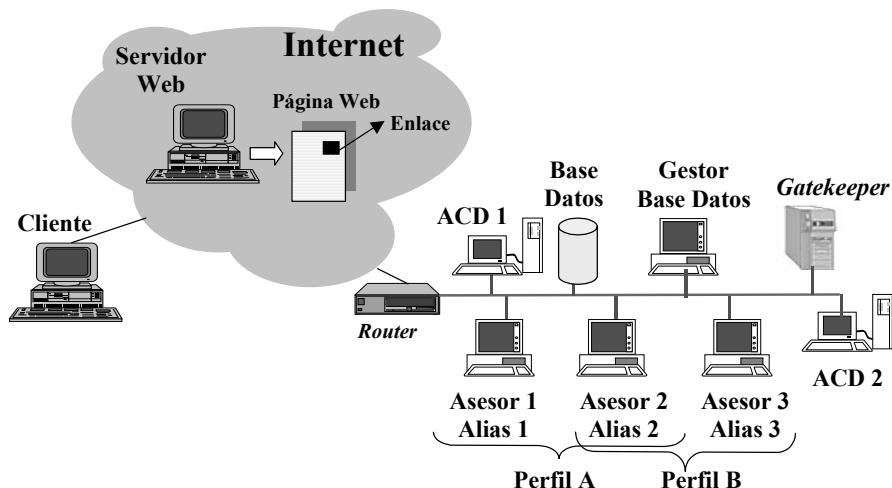 Internet
Servidor
Web
Página Web
Enlace
Cliente
Base
Datos
Gestor
Base Datos
Gatekeeper
ACD 1
Router
ACD 2
Asesor 1
Alias 1
Asesor 2
Alias 2
Asesor 3
Alias 3
Perfil A
Perfil B